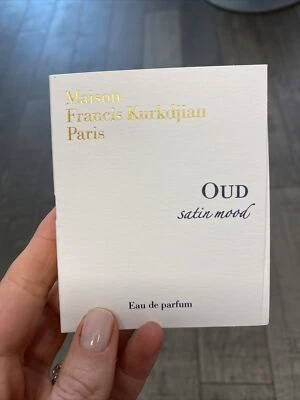 Maison
Francis Kurkdjian
Paris
OUD
satin mood
Eau de parfum